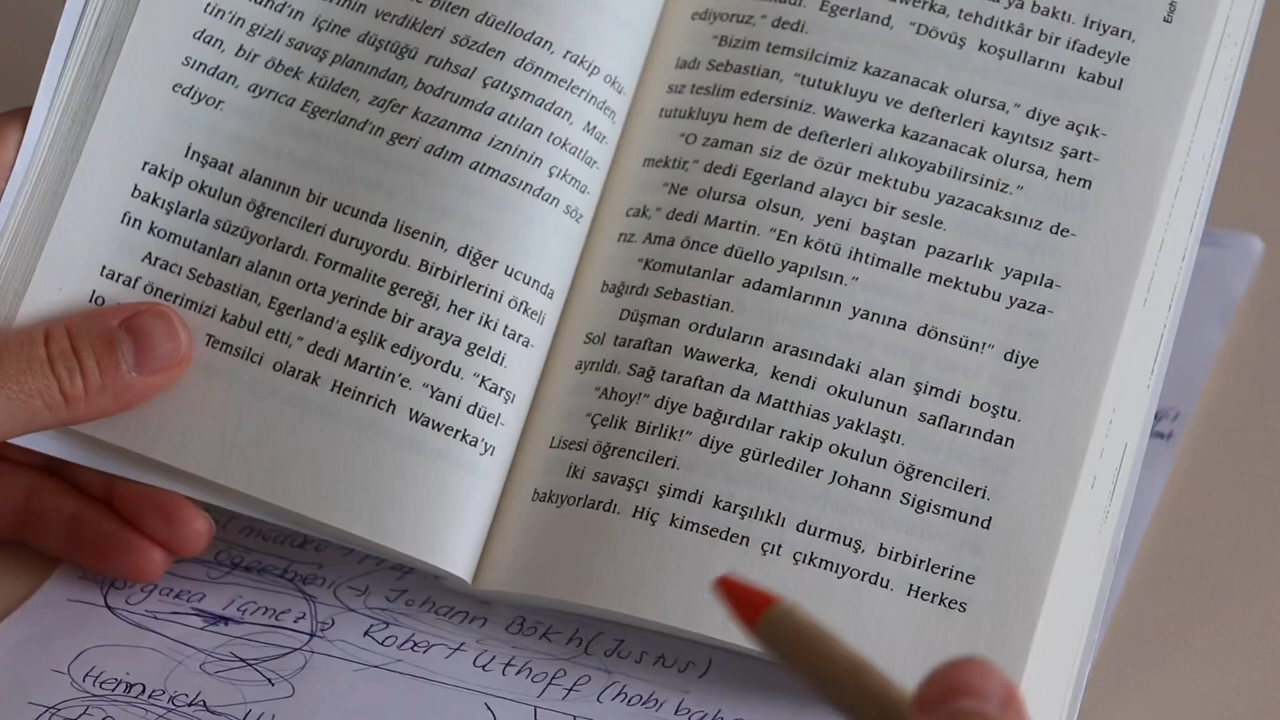 biten düellodan, rakip oku-
verdikleri sözden dönmelerinden,
içine düştüğü ruhsal çatışmadan, Mar-
tin'in gizli savaş planından, bodrumda atılan tokatlar-
dan, bir öbek külden, zafer kazanma izninin çıkma-
sından, ayrıca Egerland'ın geri adım atmasından söz
ediyor.
İnşaat alanının bir ucunda lisenin, diğer ucunda
rakip okulun öğrencileri duruyordu. Birbirlerini öfkeli
bakışlarla süzüyorlardı. Formalite gereği, her iki tara-
fın komutanları alanın orta yerinde bir araya geldi.
Aracı Sebastian, Egerland'a eşlik ediyordu. "Karşı
taraf önerimizi kabul etti," dedi Martin'e. "Yani düel-
lo
Temsilci olarak Heinrich Wawerka'yı
ya baktı. İriyarı,
tehditkâr bir ifadeyle
Egerland, "Dövüş koşullarını kabul
ediyoruz," dedi.
"Bizim temsilcimiz kazanacak olursa," diye açık-
ladı Sebastian, "tutukluyu ve defterleri kayıtsız şart-
sız teslim edersiniz. Wawerka kazanacak olursa, hem
tutukluyu hem de defterleri alıkoyabilirsiniz."
"O zaman siz de özür mektubu yazacaksınız de-
mektir," dedi Egerland alaycı bir sesle.
"Ne olursa olsun, yeni baştan pazarlık yapıla-
cak," dedi Martin. "En kötü ihtimalle mektubu yaza-
rız. Ama önce düello yapılsın."
"Komutanlar adamlarının yanına dönsün!" diye
bağırdı Sebastian.
Düşman orduların arasındaki alan şimdi boştu.
Sol taraftan Wawerka, kendi okulunun saflarından
ayrıldı. Sağ taraftan da Matthias yaklaştı.
"Ahoy!" diye bağırdılar rakip okulun öğrencileri.
"Çelik Birlik!" diye gürlediler Johann Sigismund
Lisesi öğrencileri.
İki savaşçı şimdi karşılıklı durmuş, birbirlerine
bakıyorlardı. Hiç kimseden çıt çıkmıyordu. Herkes
Erich
öğretmeni → Johann Bökh (Justus)
sigara içmez → Robert Uthoff (hobi
Heinrich